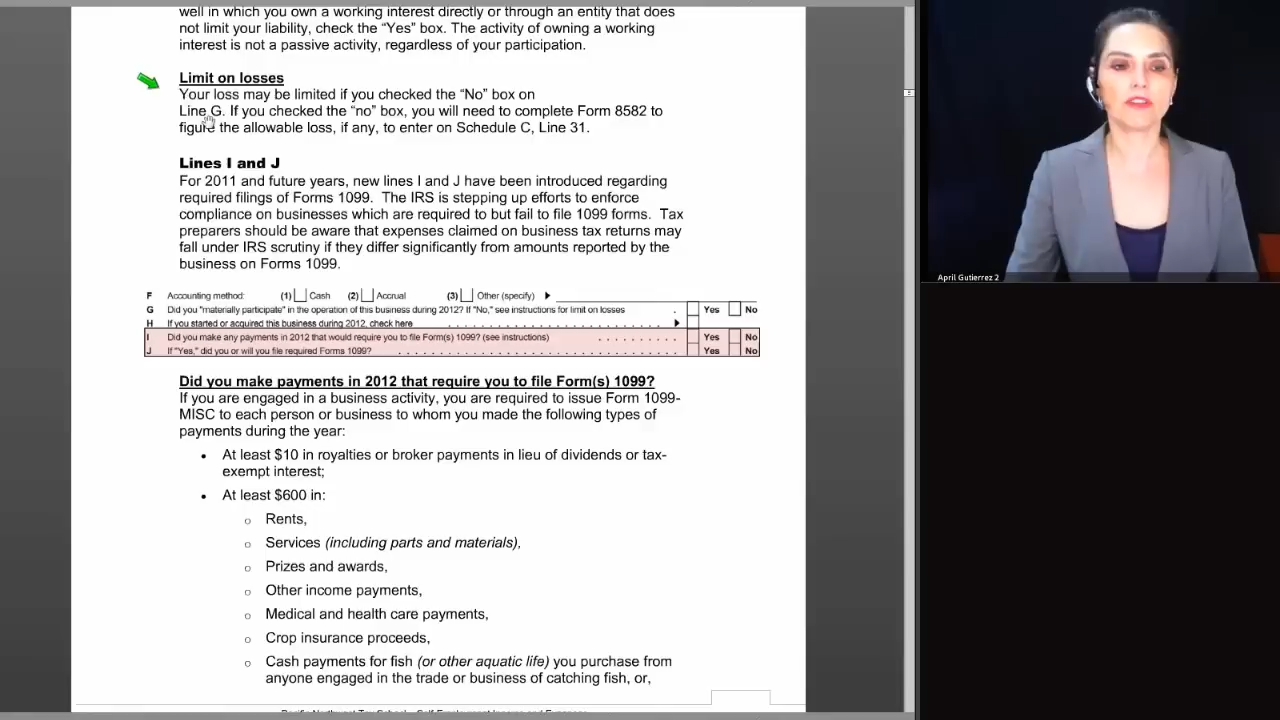 well in which you own a working interest directly or through an entity that does
not limit your liability, check the “Yes” box. The activity of owning a working
interest is not a passive activity, regardless of your participation.
Limit on losses
Your loss may be limited if you checked the “No” box on
Line G. If you checked the “no” box, you will need to complete Form 8582 to
figure the allowable loss, if any, to enter on Schedule C, Line 31.
Lines I and J
For 2011 and future years, new lines I and J have been introduced regarding
required filings of Forms 1099. The IRS is stepping up efforts to enforce
compliance on businesses which are required to but fail to file 1099 forms. Tax
preparers should be aware that expenses claimed on business tax returns may
fall under IRS scrutiny if they differ significantly from amounts reported by the
business on Forms 1099.
F Accounting method: (1) Cash (2) Accrual (3) Other (specify)
G Did you "materially participate" in the operation of this business during 2012? If "No," see instructions for limit on losses . Yes No
H If you started or acquired this business during 2012, check here . . . . . . . . . . . . . . . . . . . . . . . . .
I Did you make any payments in 2012 that would require you to file Form(s) 1099? (see instructions) . . . . . . . . . . Yes No
J If "Yes," did you or will you file required Forms 1099? . . . . . . . . . . . . . . . . . . . . . . . . . . . . . Yes No
Did you make payments in 2012 that require you to file Form(s) 1099?
If you are engaged in a business activity, you are required to issue Form 1099-
MISC to each person or business to whom you made the following types of
payments during the year:
• At least $10 in royalties or broker payments in lieu of dividends or tax-
exempt interest;
• At least $600 in:
o Rents,
o Services (including parts and materials),
o Prizes and awards,
o Other income payments,
o Medical and health care payments,
o Crop insurance proceeds,
o Cash payments for fish (or other aquatic life) you purchase from
anyone engaged in the trade or business of catching fish, or,
Pacific Northwest Tax School - Self Employment Income and Expenses
April Gutierrez 2